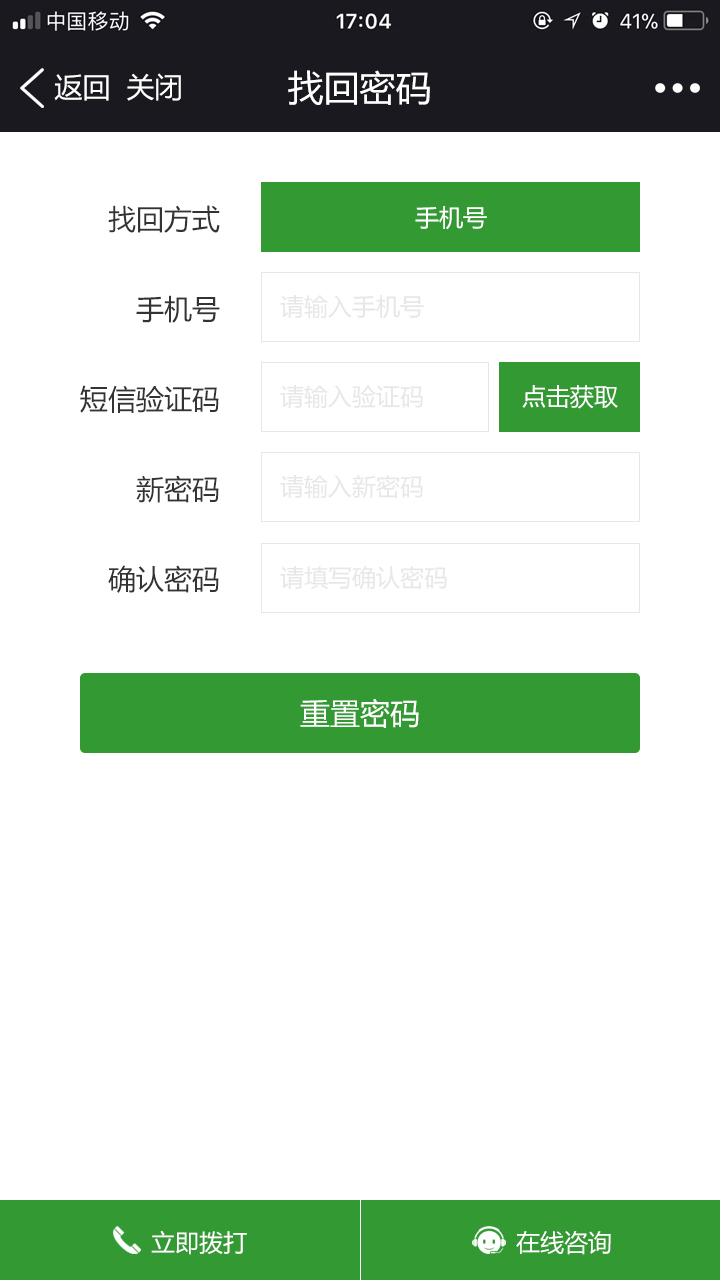 中国移动 17:04 41%
返回 关闭 找回密码
找回方式 手机号
手机号 请输入手机号
短信验证码 请输入验证码 点击获取
新密码 请输入新密码
确认密码 请填写确认密码
重置密码
立即拨打 在线咨询